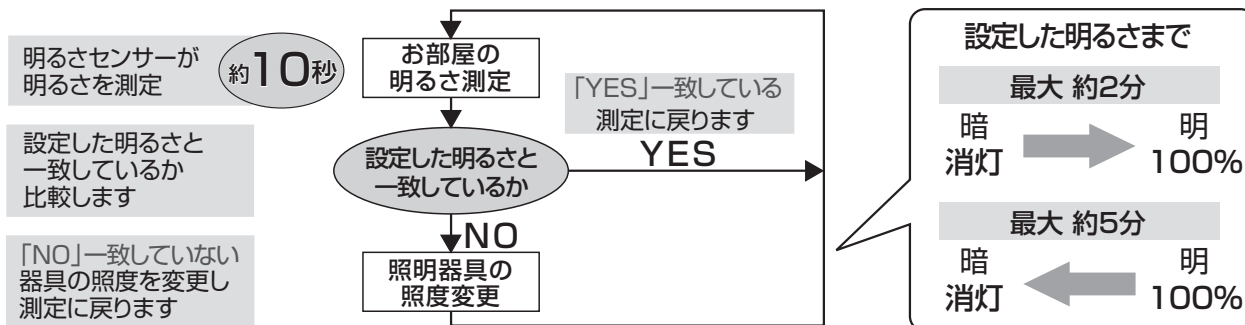 明るさセンサーが
明るさを測定
約10秒
お部屋の
明るさ測定
「YES」一致している
測定に戻ります
YES
設定した明るさと
一致しているか
比較します
設定した明るさと
一致しているか
NO
「NO」一致していない
器具の照度を変更し
測定に戻ります
照明器具の
照度変更
設定した明るさまで
最大 約2分
暗
消灯
明
100%
最大 約5分
暗
消灯
明
100%